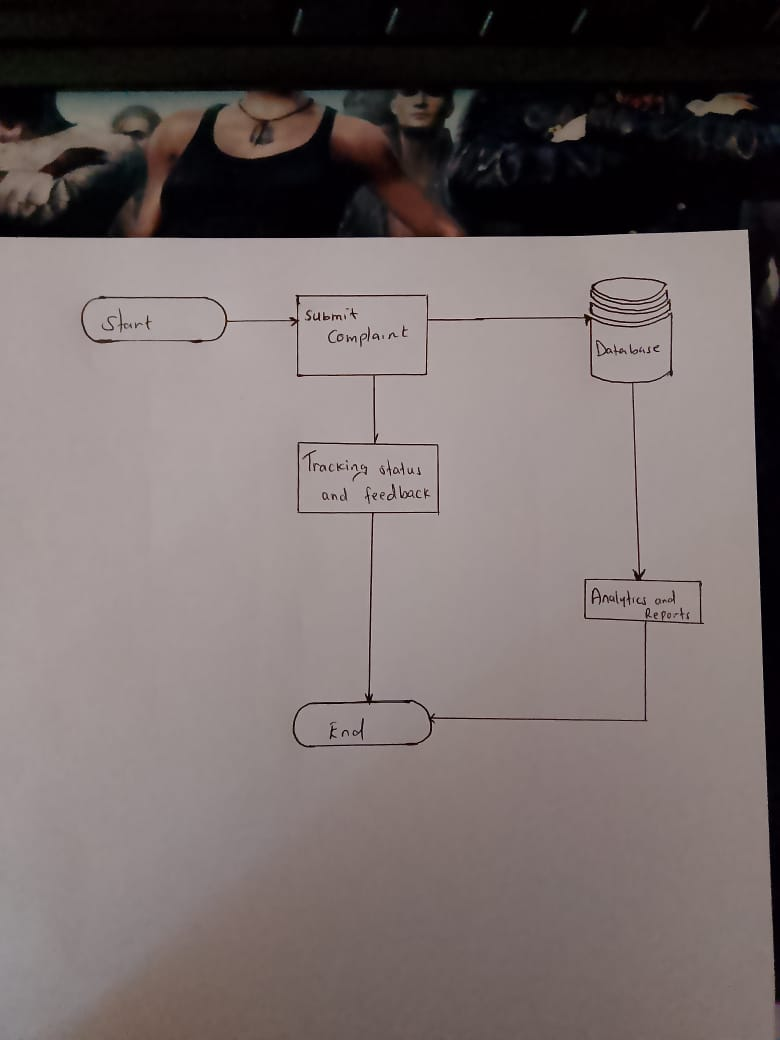 Start
Submit
Complaint
Database
Tracking status
and feedback
Analytics and
Reports
End